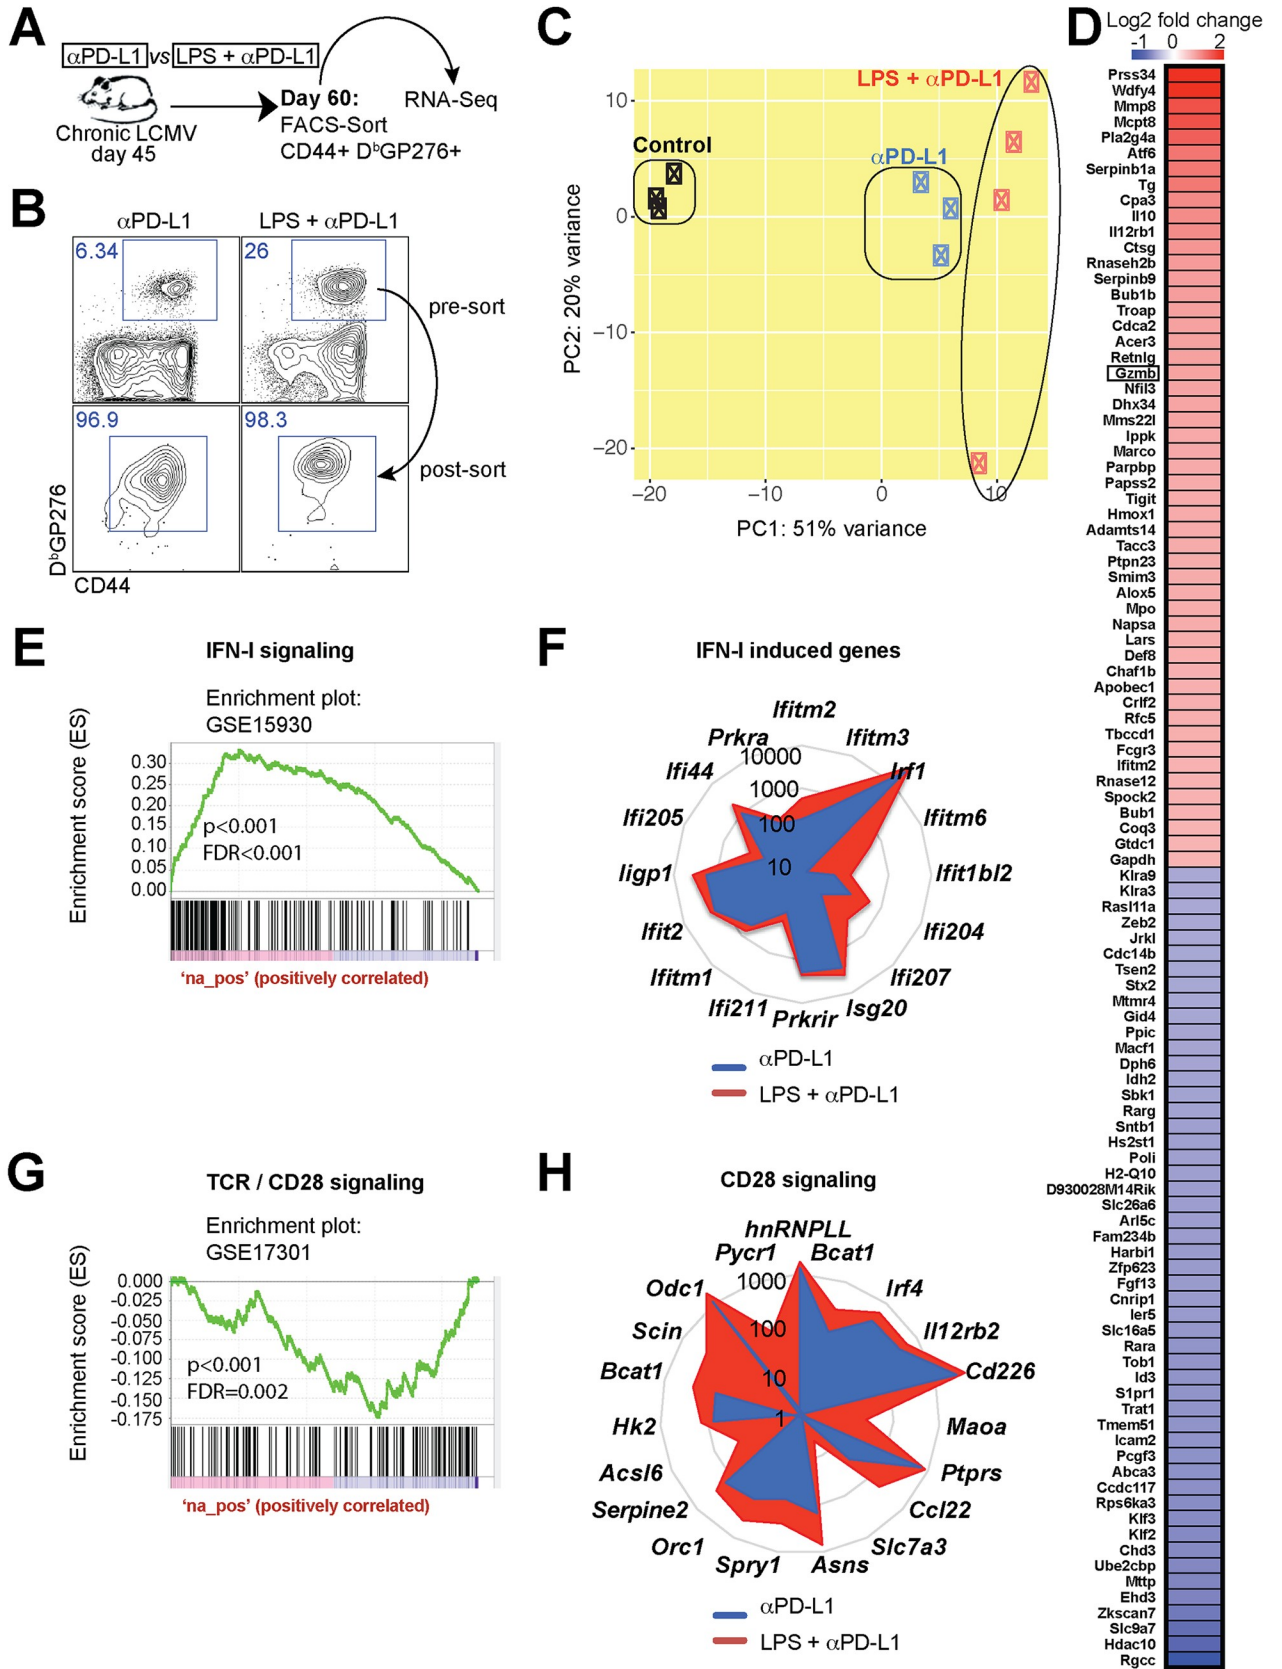 A
αPD-L1 vs LPS + αPD-L1
Chronic LCMV
day 45
Day 60:
FACS-Sort
CD44+ DᵇGP276+
RNA-Seq
B
αPD-L1
LPS + αPD-L1
6.34
26
pre-sort
96.9
98.3
post-sort
DᵇGP276
CD44
C
LPS + αPD-L1
Control
αPD-L1
10
0
−10
−20
−20
−10
0
10
PC2: 20% variance
PC1: 51% variance
D
Log2 fold change
-1 0 2
Prss34
Wdfy4
Mmp8
Mcpt8
Pla2g4a
Atf6
Serpinb1a
Tg
Cpa3
Il10
Il12rb1
Ctsg
Rnaseh2b
Serpinb9
Bub1b
Troap
Cdca2
Acer3
Retnlg
Gzmb
Nfil3
Dhx34
Mms22l
Ippk
Marco
Parpbp
Papss2
Tigit
Hmox1
Adamts14
Tacc3
Ptpn23
Smim3
Alox5
Mpo
Napsa
Lars
Def8
Chaf1b
Apobec1
Crlf2
Rfc5
Tbccd1
Fcgr3
Ifitm2
Rnase12
Spock2
Bub1
Coq3
Gtdc1
Gapdh
Klra9
Klra3
Rasl11a
Zeb2
Jrkl
Cdc14b
Tsen2
Stx2
Mtmr4
Gid4
Ppic
Macf1
Dph6
Idh2
Sbk1
Rarg
Sntb1
Hs2st1
Poli
H2-Q10
D930028M14Rik
Slc26a6
Arl5c
Fam234b
Harbi1
Zfp623
Fgf13
Cnrip1
Ier5
Slc16a5
Rara
Tob1
Id3
S1pr1
Trat1
Tmem51
Icam2
Pcgf3
Abca3
Ccdc117
Rps6ka3
Klf3
Klf2
Chd3
Ube2cbp
Mttp
Ehd3
Zkscan7
Slc9a7
Hdac10
Rgcc
E
IFN-I signaling
Enrichment plot:
GSE15930
Enrichment score (ES)
0.30
0.25
0.20
0.15
0.10
0.05
0.00
p<0.001
FDR<0.001
‘na_pos’ (positively correlated)
F
IFN-I induced genes
Ifitm2
Ifitm3
Irf1
Ifitm6
Ifit1bl2
Ifi204
Ifi207
Isg20
Prkrir
Ifi211
Ifitm1
Ifit2
Iigp1
Ifi205
Ifi44
Prkra
10000
1000
100
10
αPD-L1
LPS + αPD-L1
G
TCR / CD28 signaling
Enrichment plot:
GSE17301
Enrichment score (ES)
0.000
-0.025
-0.050
-0.075
-0.100
-0.125
-0.150
-0.175
p<0.001
FDR=0.002
‘na_pos’ (positively correlated)
H
CD28 signaling
hnRNPLL
Bcat1
Irf4
Il12rb2
Cd226
Maoa
Ptprs
Ccl22
Slc7a3
Asns
Spry1
Orc1
Serpine2
Acsl6
Hk2
Bcat1
Scin
Odc1
Pycr1
1000
100
10
1
αPD-L1
LPS + αPD-L1